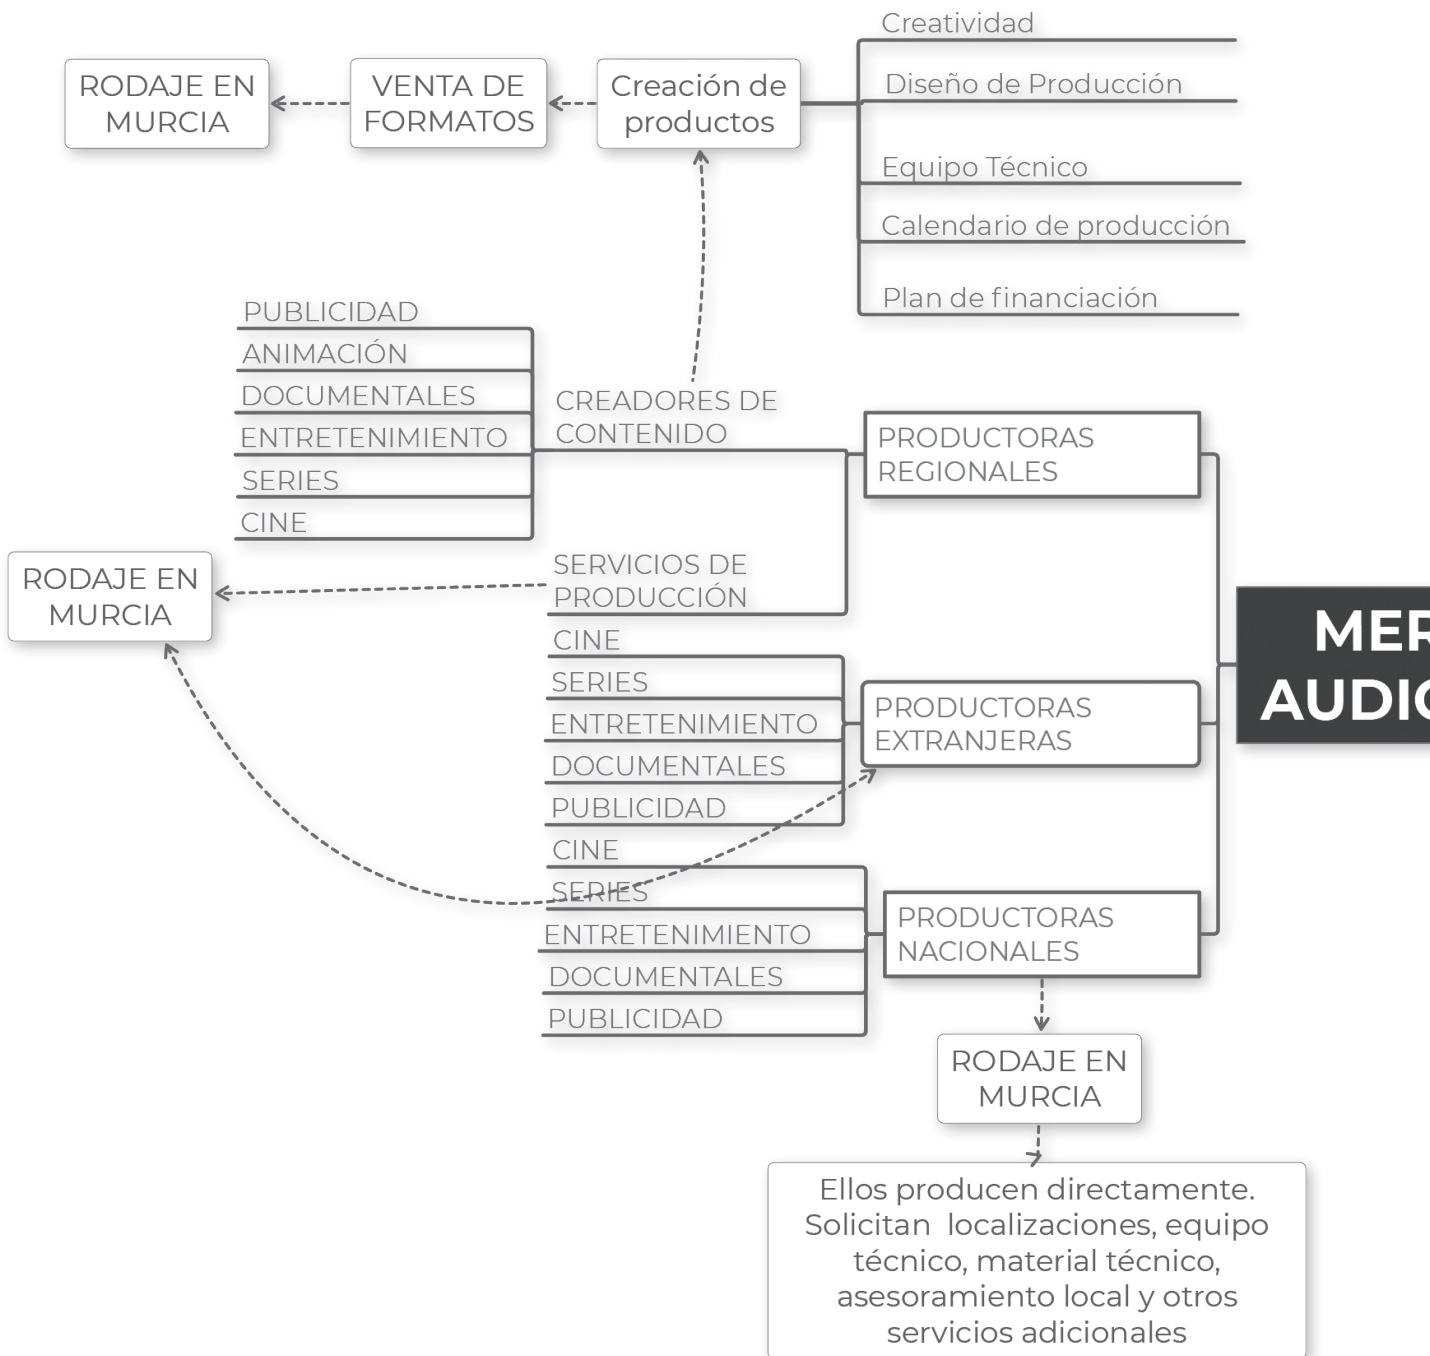 Creatividad
RODAJE EN
MURCIA
VENTA DE
FORMATOS
Creación de
productos
Diseño de Producción
Equipo Técnico
Calendario de producción
Plan de financiación
PUBLICIDAD
ANIMACIÓN
DOCUMENTALES
ENTRETENIMIENTO
SERIES
CINE
CREADORES DE
CONTENIDO
PRODUCTORAS
REGIONALES
SERVICIOS DE
PRODUCCIÓN
RODAJE EN
MURCIA
CINE
SERIES
ENTRETENIMIENTO
DOCUMENTALES
PUBLICIDAD
PRODUCTORAS
EXTRANJERAS
MER
AUDIO
CINE
SERIES
ENTRETENIMIENTO
DOCUMENTALES
PUBLICIDAD
PRODUCTORAS
NACIONALES
RODAJE EN
MURCIA
Ellos producen directamente.
Solicitan localizaciones, equipo
técnico, material técnico,
asesoramiento local y otros
servicios adicionales